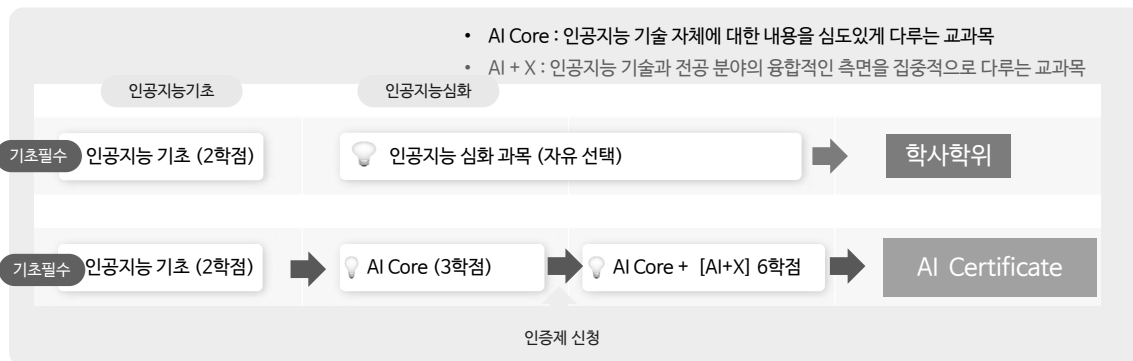 • AI Core : 인공지능 기술 자체에 대한 내용을 심도있게 다루는 교과목
• AI + X : 인공지능 기술과 전공 분야의 융합적인 측면을 집중적으로 다루는 교과목
인공지능기초
인공지능심화
기초필수
인공지능 기초 (2학점)
인공지능 심화 과목 (자유 선택)
학사학위
기초필수
인공지능 기초 (2학점)
AI Core (3학점)
AI Core + [AI+X] 6학점
AI Certificate
인증제 신청